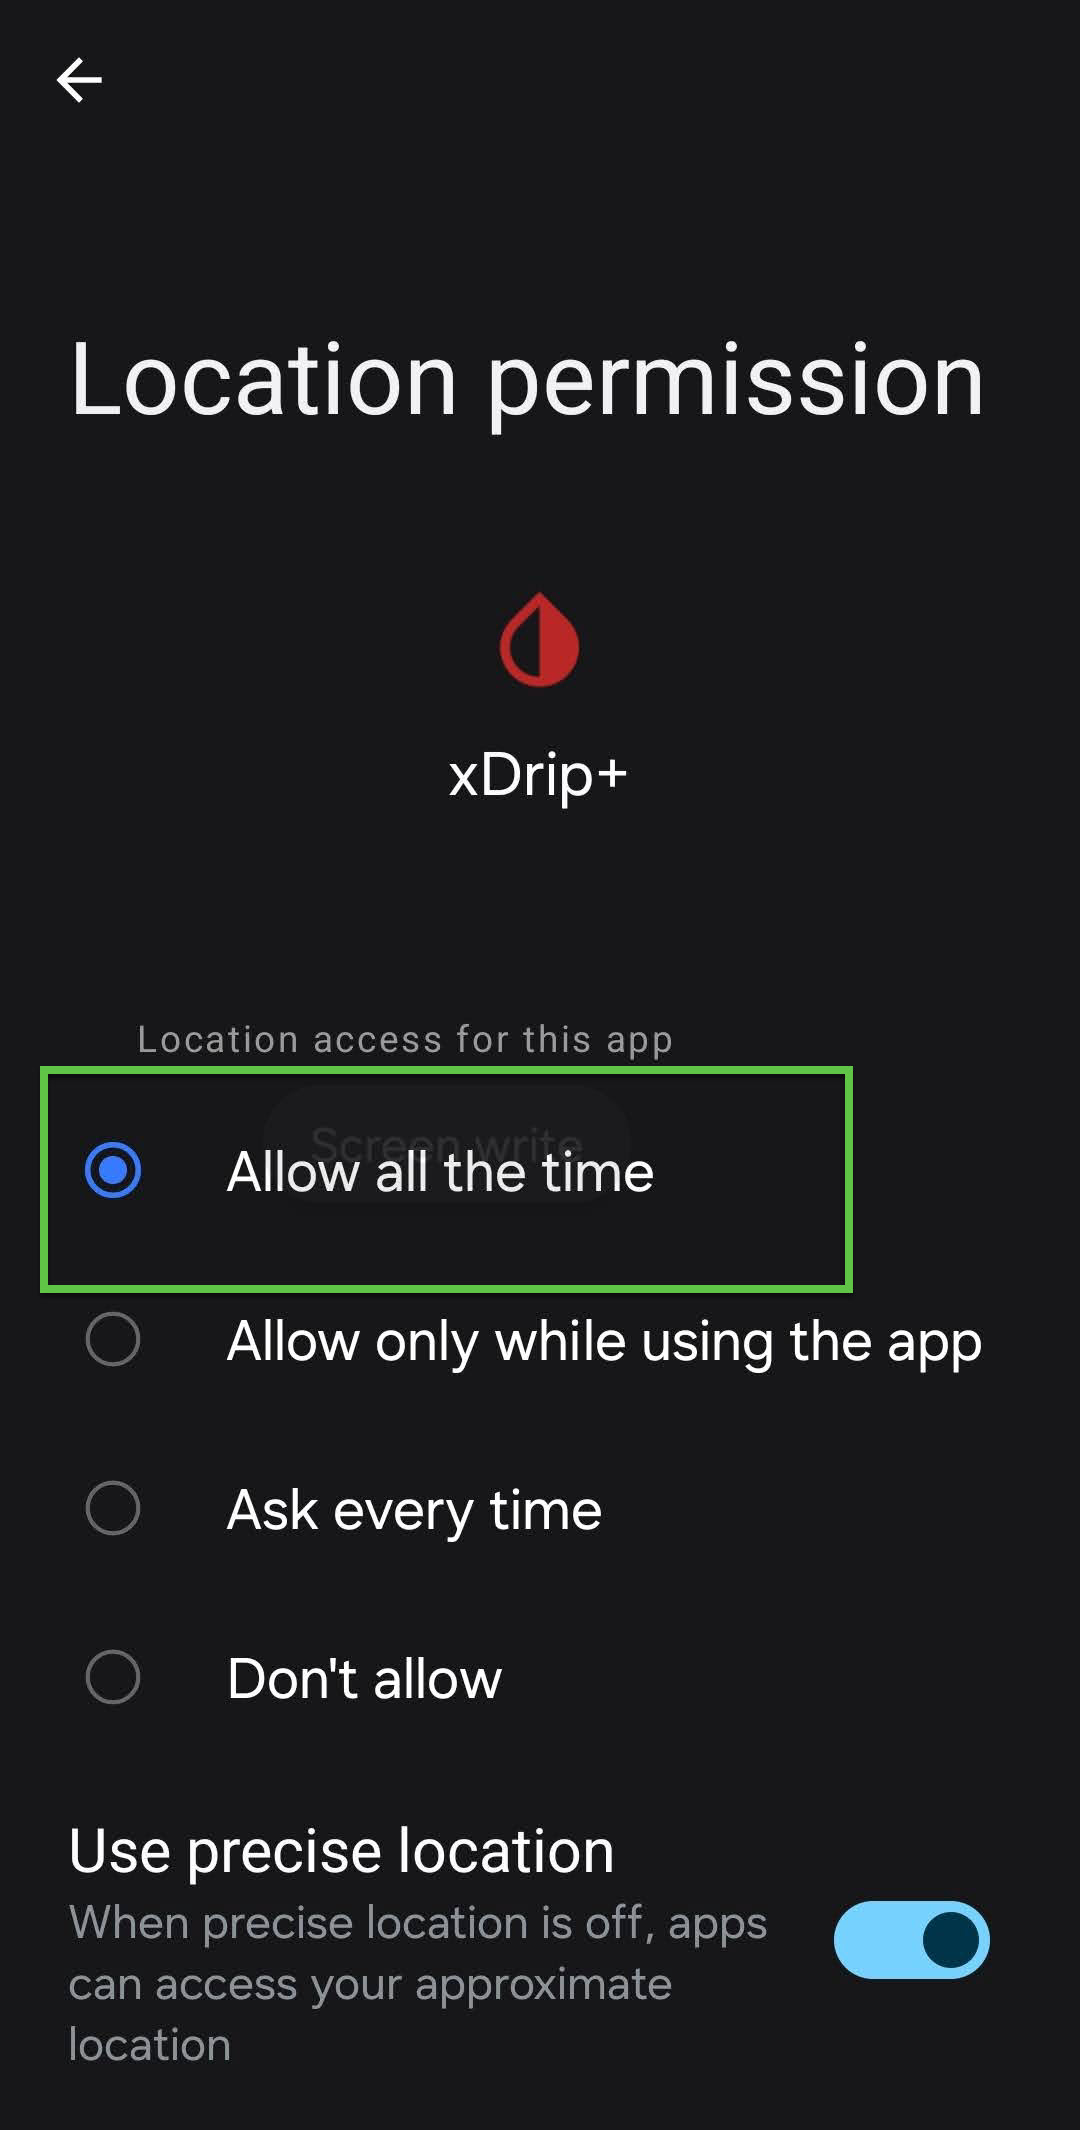 Location permission
xDrip+
Location access for this app
Screen write
Allow all the time
Allow only while using the app
Ask every time
Don't allow
Use precise location
When precise location is off, apps
can access your approximate
location